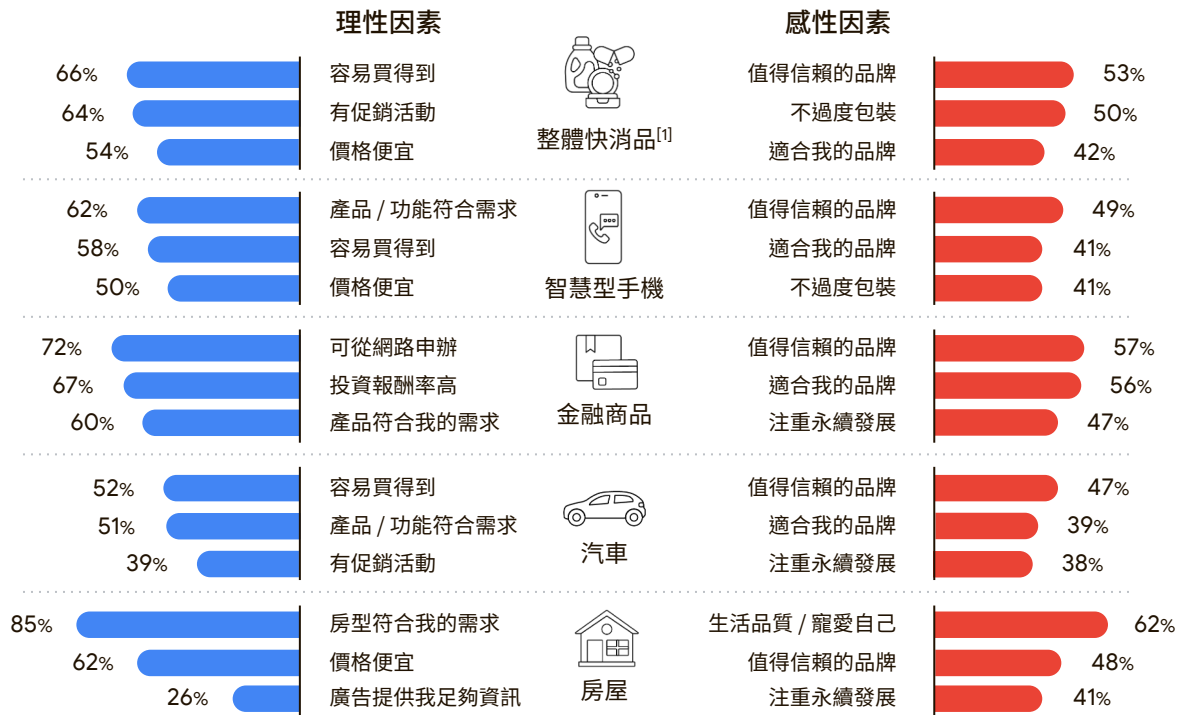 理性因素
感性因素
66%
容易買得到
64%
有促銷活動
54%
價格便宜
整體快消品[1]
值得信賴的品牌
53%
不過度包裝
50%
適合我的品牌
42%
62%
產品 / 功能符合需求
58%
容易買得到
50%
價格便宜
智慧型手機
值得信賴的品牌
49%
適合我的品牌
41%
不過度包裝
41%
72%
可從網路申辦
67%
投資報酬率高
60%
產品符合我的需求
金融商品
值得信賴的品牌
57%
適合我的品牌
56%
注重永續發展
47%
52%
容易買得到
51%
產品 / 功能符合需求
39%
有促銷活動
汽車
值得信賴的品牌
47%
適合我的品牌
39%
注重永續發展
38%
85%
房型符合我的需求
62%
價格便宜
26%
廣告提供我足夠資訊
房屋
生活品質 / 寵愛自己
62%
值得信賴的品牌
48%
注重永續發展
41%